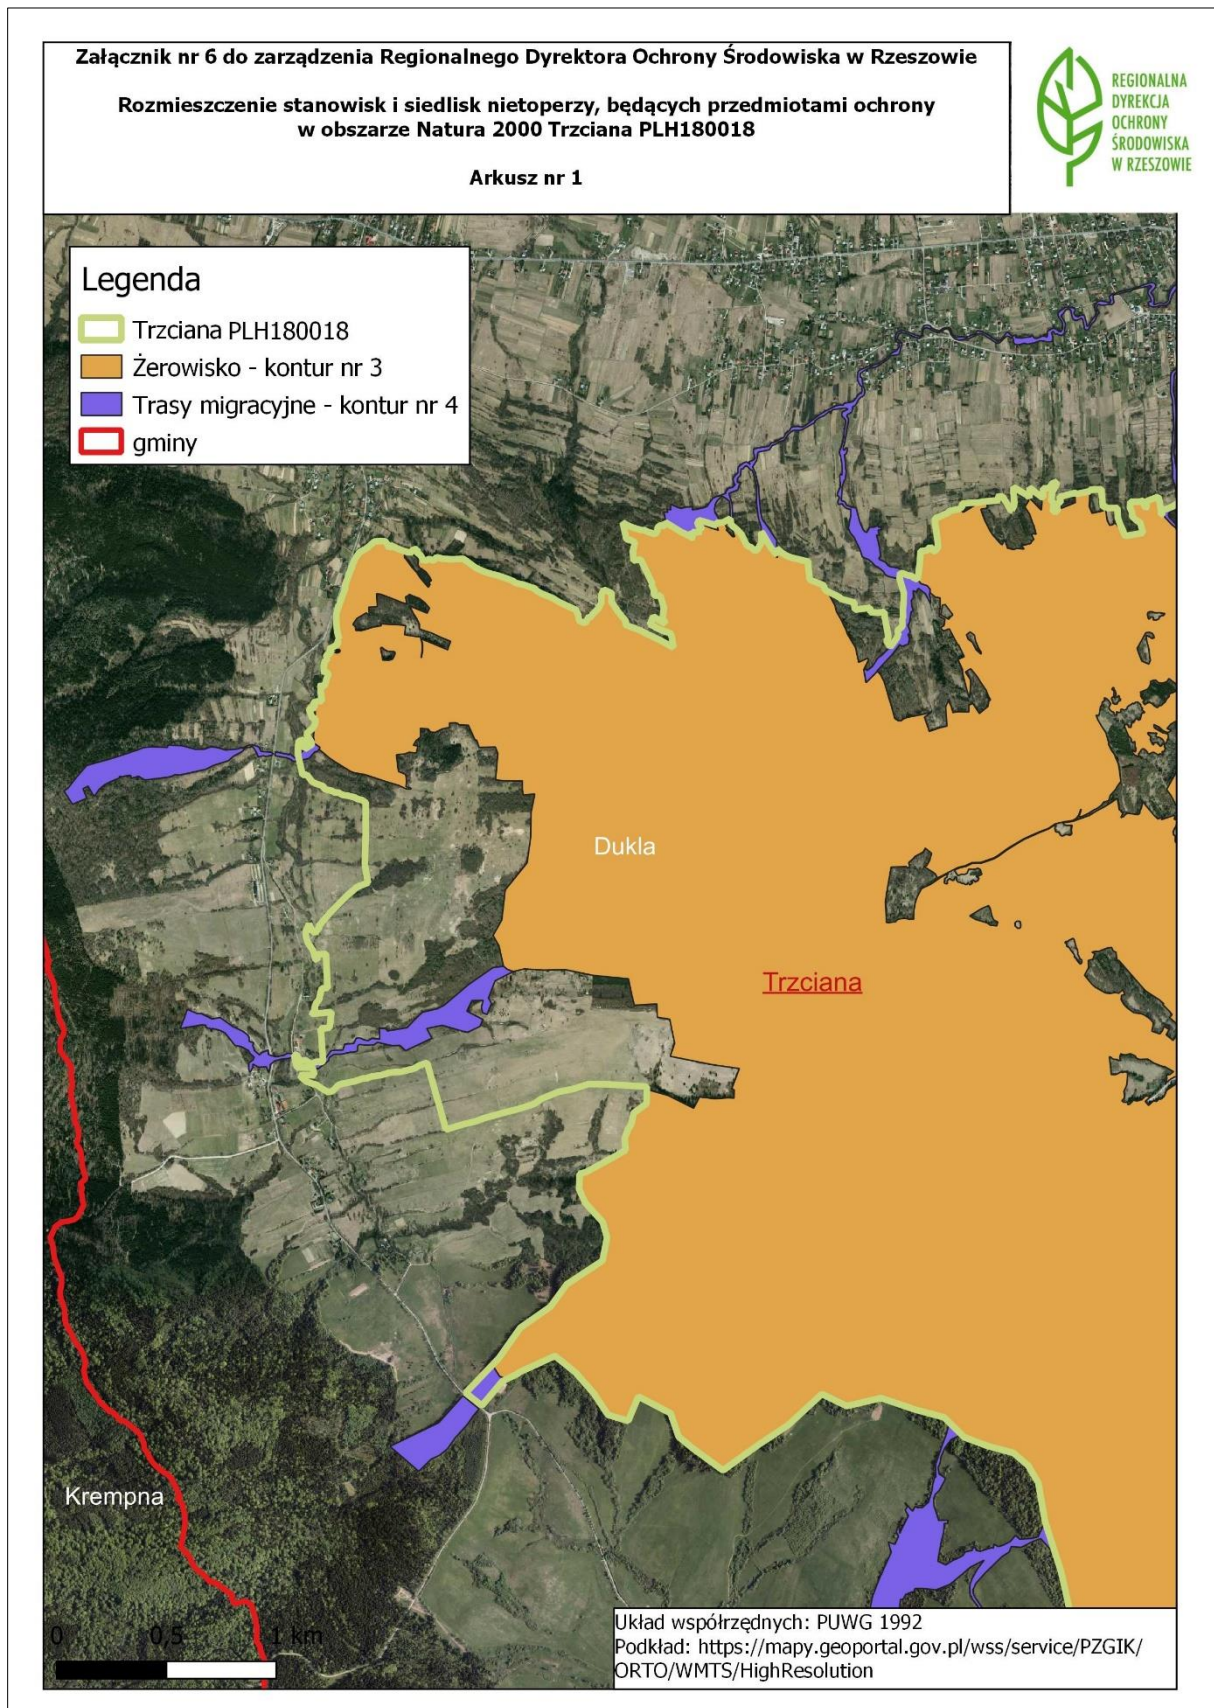 Załącznik nr 6 do zarządzenia Regionalnego Dyrektora Ochrony Środowiska w Rzeszowie
Rozmieszczenie stanowisk i siedlisk nietoperzy, będących przedmiotami ochrony
w obszarze Natura 2000 Trzciana PLH180018
Arkusz nr 1
REGIONALNA
DYREKCJA
OCHRONY
ŚRODOWISKA
W RZESZOWIE
Legenda
Trzciana PLH180018
Żerowisko - kontur nr 3
Trasy migracyjne - kontur nr 4
gminy
Dukla
Trzciana
Krempna
0 0,5 1 km
Układ współrzędnych: PUWG 1992
Podkład: https://mapy.geoportal.gov.pl/wss/service/PZGIK/
ORTO/WMTS/HighResolution